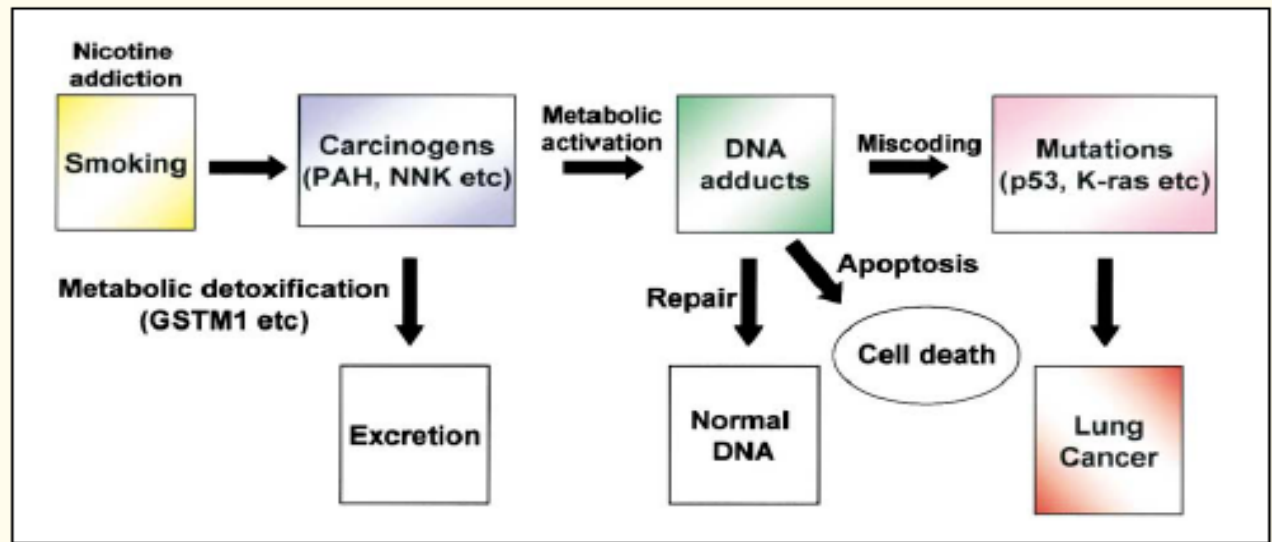 Nicotine
addiction
Smoking
Carcinogens
(PAH, NNK etc)
Metabolic
activation
DNA
adducts
Miscoding
Mutations
(p53, K-ras etc)
Metabolic detoxification
(GSTM1 etc)
Repair
Apoptosis
Cell death
Excretion
Normal
DNA
Lung
Cancer